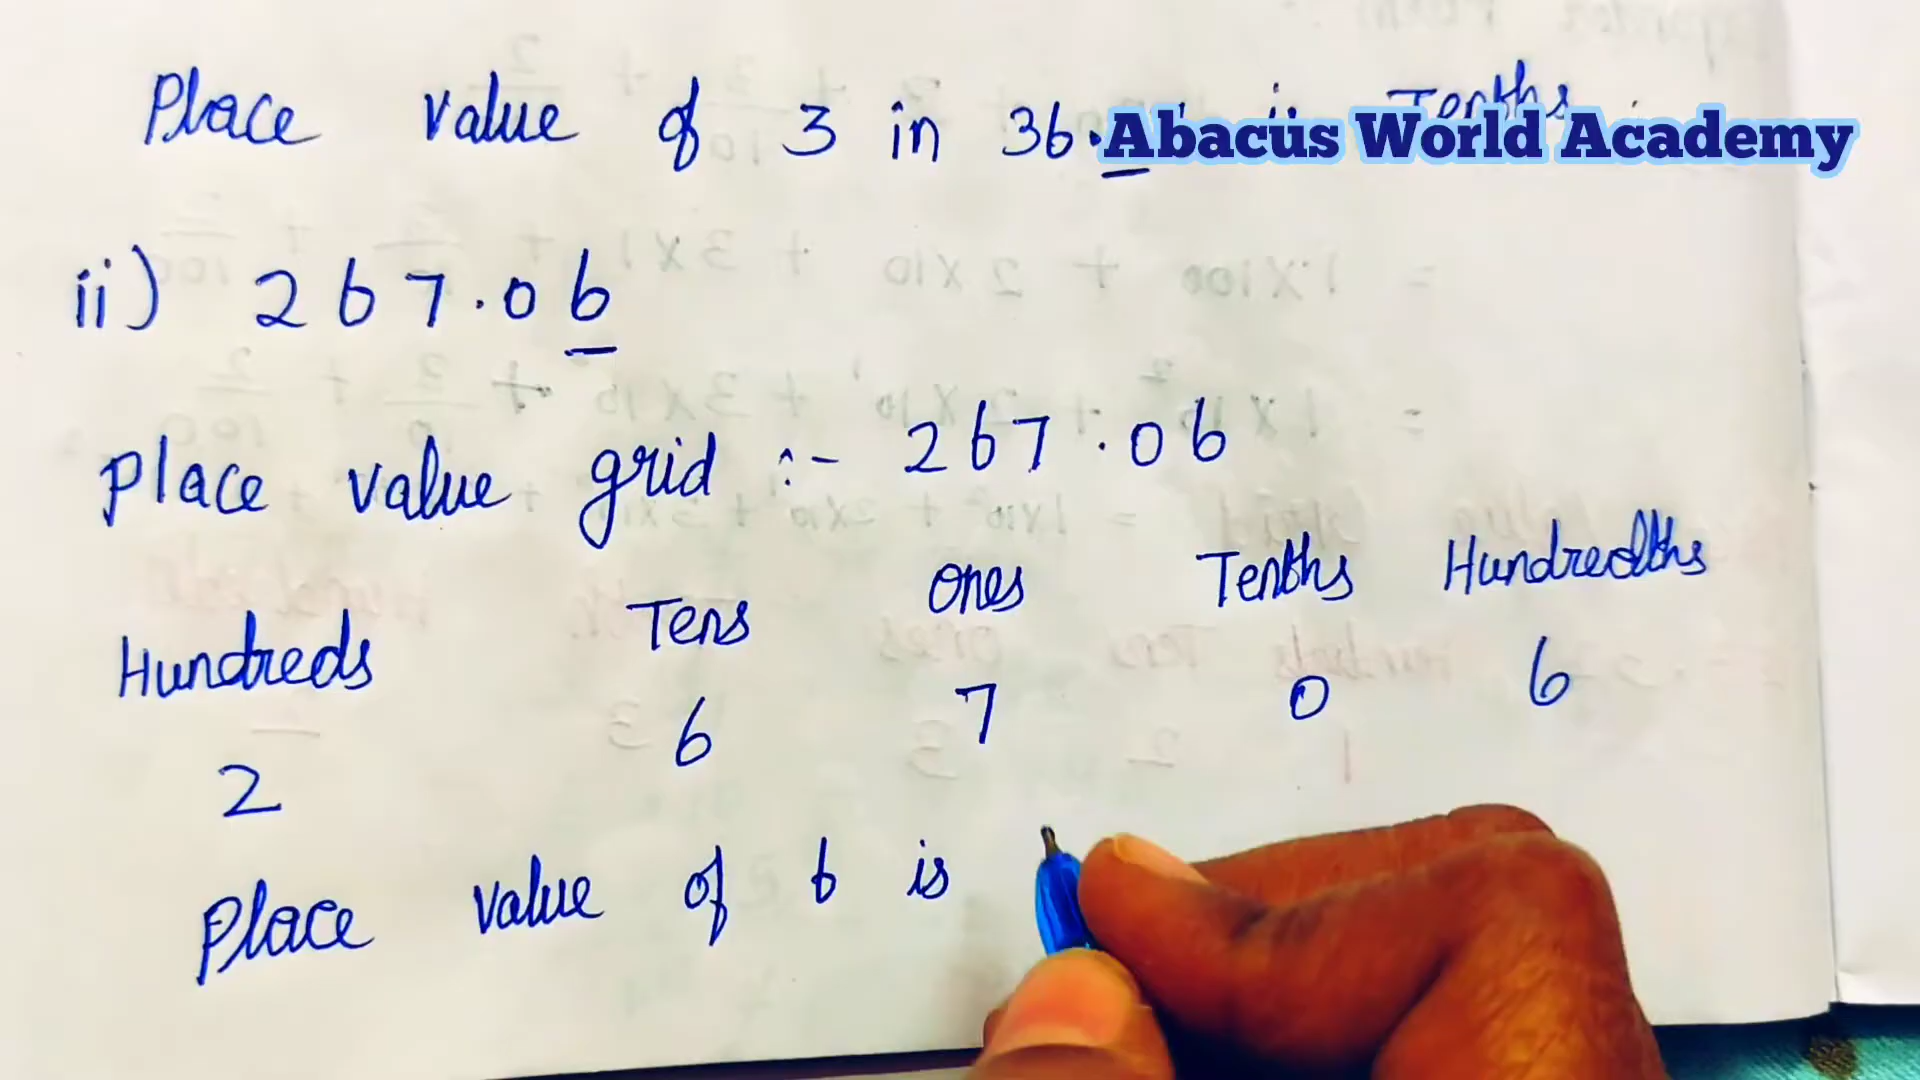 Place value of 3 in 36. Tenths
Abacus World Academy
ii) 267.06
Place value grid :- 267.06
Hundreds Tens Ones Tenths Hundredths
2 6 7 0 6
Place value of 6 is